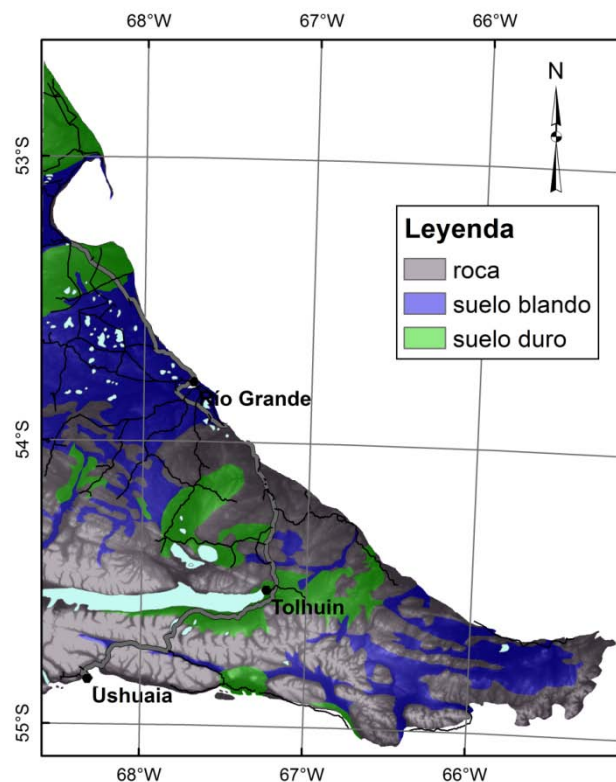 68°W 67°W 66°W
N
53°S
Leyenda
roca
suelo blando
suelo duro
Río Grande
54°S
Tolhuin
Ushuaia
55°S
68°W 67°W 66°W